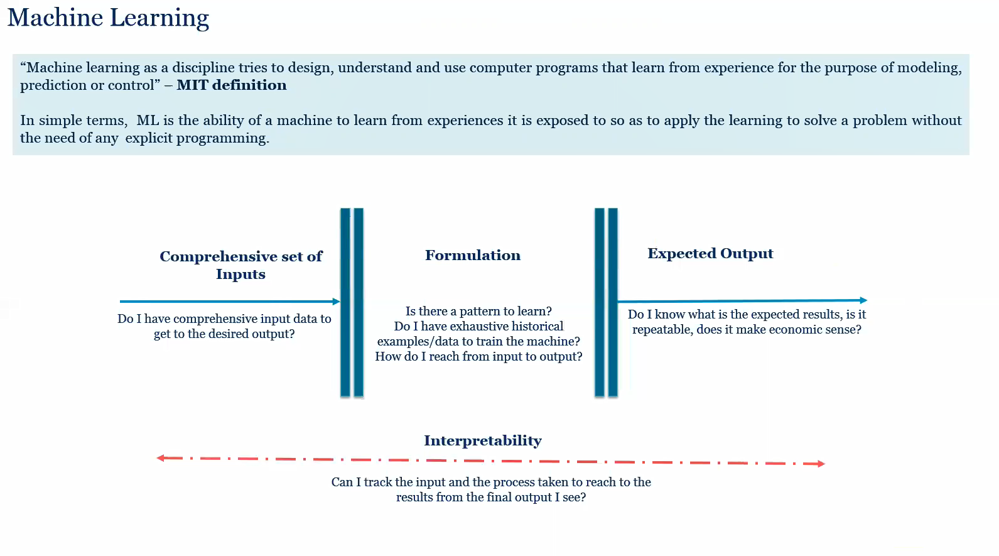 Machine Learning
“Machine learning as a discipline tries to design, understand and use computer programs that learn from experience for the purpose of modeling,
prediction or control” – MIT definition
In simple terms,  ML is the ability of a machine to learn from experiences it is exposed to so as to apply the learning to solve a problem without
the need of any  explicit programming.
Comprehensive set of
Inputs
Do I have comprehensive input data to
get to the desired output?
Formulation
Is there a pattern to learn?
Do I have exhaustive historical
examples/data to train the machine?
How do I reach from input to output?
Expected Output
Do I know what is the expected results, is it
repeatable, does it make economic sense?
Interpretability
Can I track the input and the process taken to reach to the
results from the final output I see?